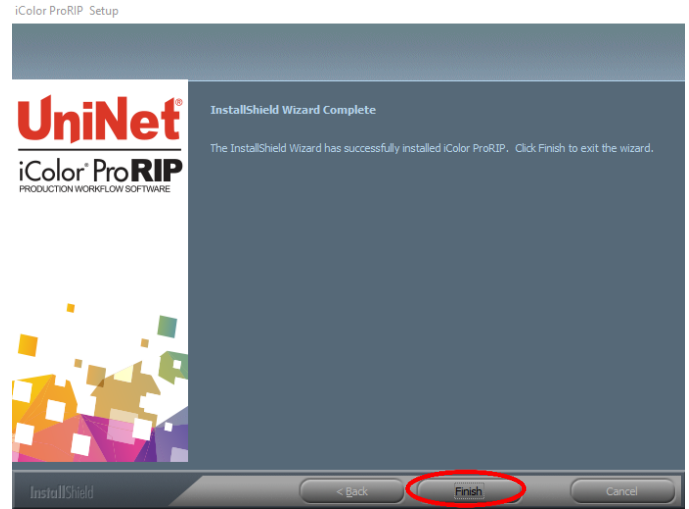 iColor ProRIP Setup
UniNet®
iColor® ProRIP
PRODUCTION WORKFLOW SOFTWARE
InstallShield Wizard Complete
The InstallShield Wizard has successfully installed iColor ProRIP. Click Finish to exit the wizard.
InstallShield
< Back
Finish
Cancel